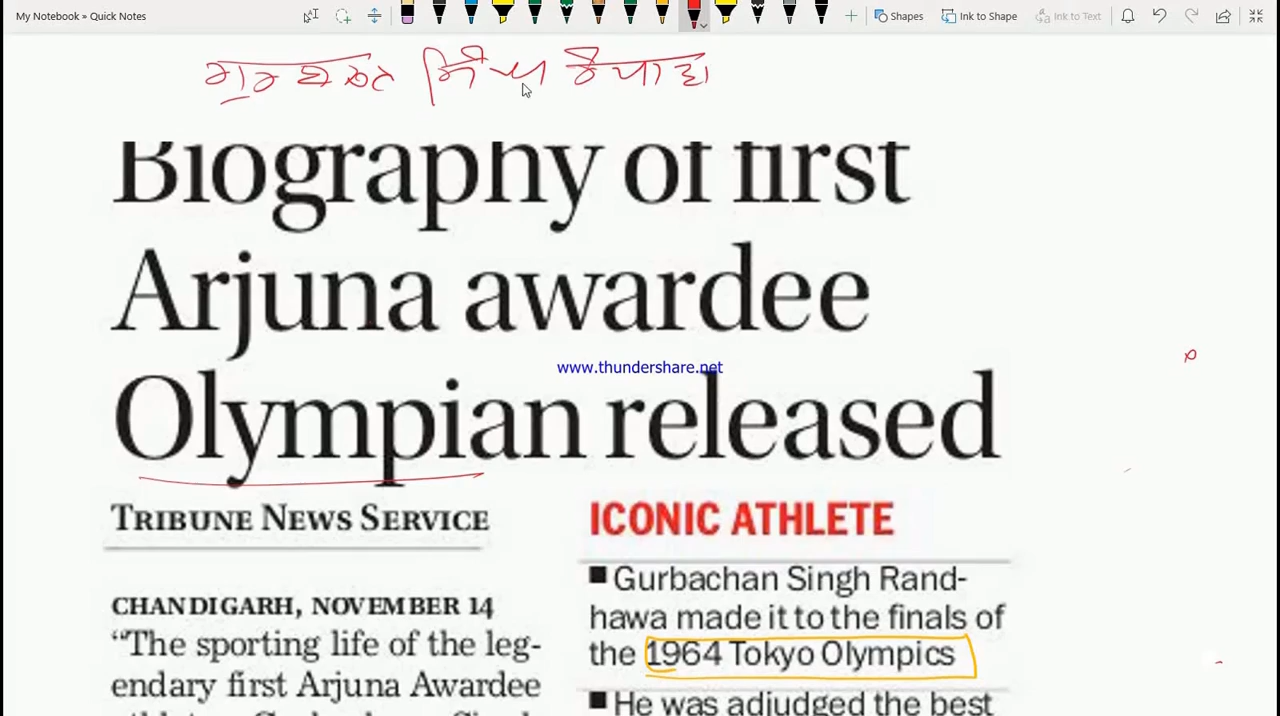 My Notebook » Quick Notes
Shapes
Ink to Shape
Ink to Text
Biography of first
Arjuna awardee
www.thundershare.net
Olympian released
TRIBUNE NEWS SERVICE
CHANDIGARH, NOVEMBER 14
“The sporting life of the leg-
endary first Arjuna Awardee
ICONIC ATHLETE
■ Gurbachan Singh Rand-
hawa made it to the finals of
the 1964 Tokyo Olympics
■ He was adjudged the best